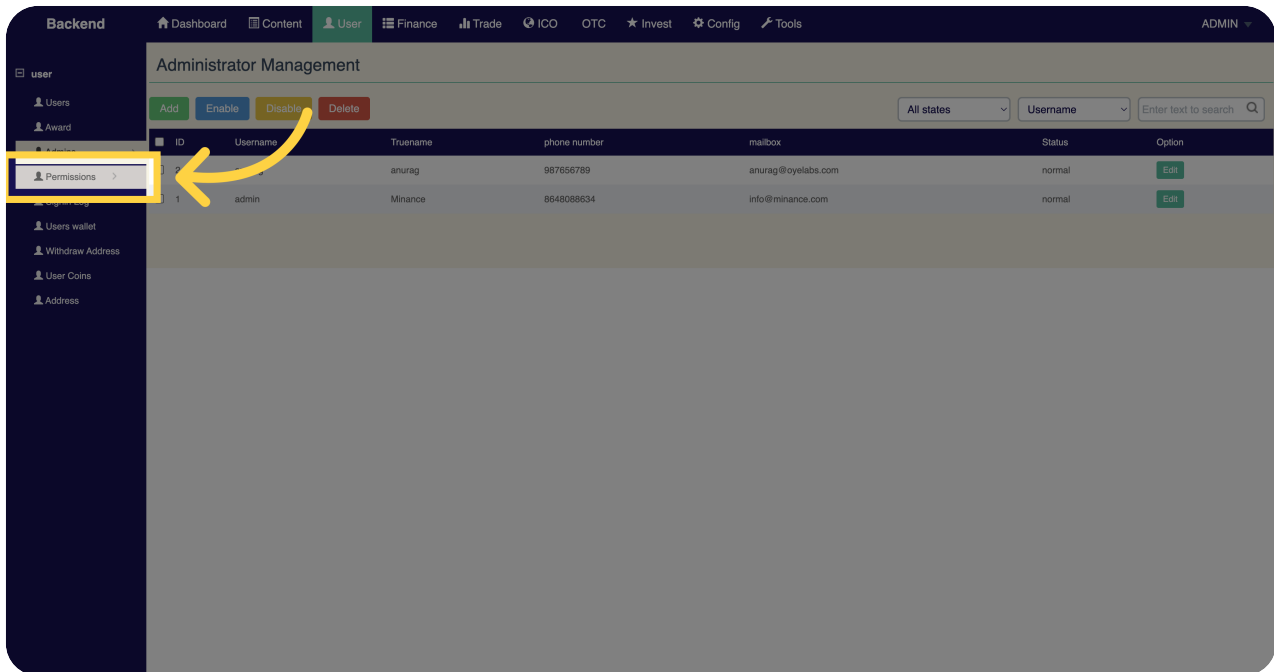 Backend
Dashboard Content User Finance Trade ICO OTC Invest Config Tools ADMIN
user
Users
Award
Permissions
Users wallet
Withdraw Address
User Coins
Address
Administrator Management
Add Enable Disable Delete All states Username Enter text to search
ID Username Truename phone number mailbox Status Option
anurag 987656789 anurag@oyelabs.com normal Edit
1 admin Minance 8648088634 info@minance.com normal Edit